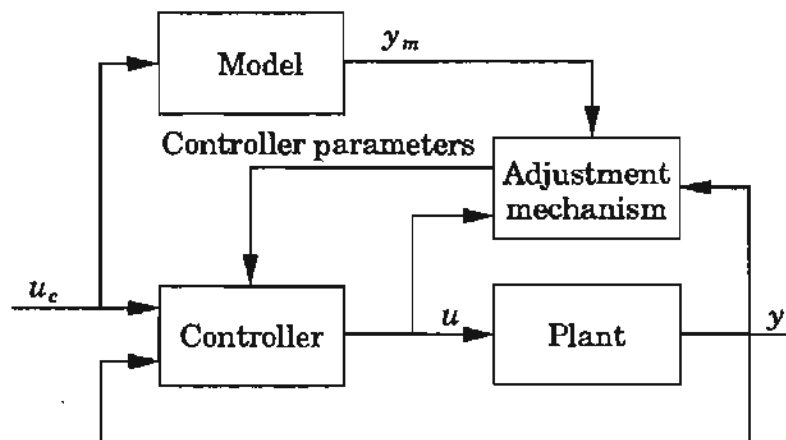 y_m
Model
Controller parameters
Adjustment
mechanism
u_c
Controller
u
Plant
y